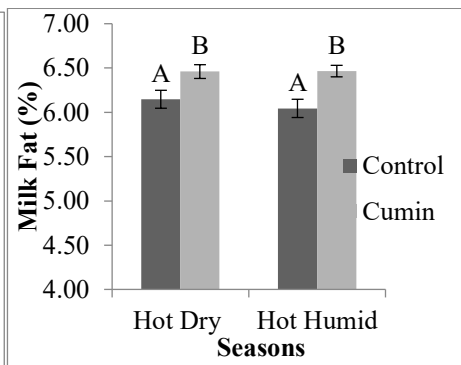 7.00
6.50
6.00
5.50
5.00
4.50
4.00
Milk Fat (%)
A
B
A
B
Control
Cumin
Hot Dry
Hot Humid
Seasons